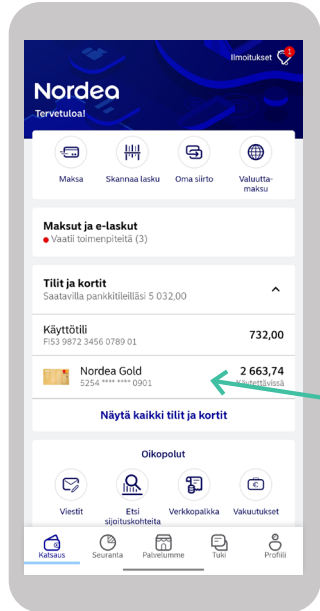 Ilmoitukset 1
Nordea
Tervetuloa!
Maksa Skannaa lasku Oma siirto Valuutta-
maksu
Maksut ja e-laskut
Vaatii toimenpiteitä (3)
Tilit ja kortit
Saatavilla pankkitileilläsi 5 032,00
Käyttötili
732,00
FI53 9872 3456 0789 01
Nordea Gold 2 663,74
5254 **** **** 0901 Käytettävissä
Näytä kaikki tilit ja kortit
Oikopolut
Viestit Etsi Verkkopalkka Vakuutukset
sijoituskohteita
Katsaus Seuranta Palvelumme Tuki Profiili